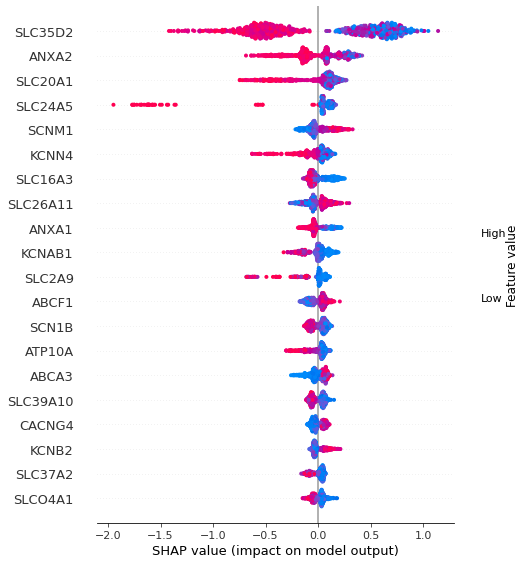 SLC35D2
ANXA2
SLC20A1
SLC24A5
SCNM1
KCNN4
SLC16A3
SLC26A11
ANXA1
KCNAB1
SLC2A9
ABCF1
SCN1B
ATP10A
ABCA3
SLC39A10
CACNG4
KCNB2
SLC37A2
SLCO4A1
−2.0 −1.5 −1.0 −0.5 0.0 0.5 1.0
SHAP value (impact on model output)
High
Low
Feature value